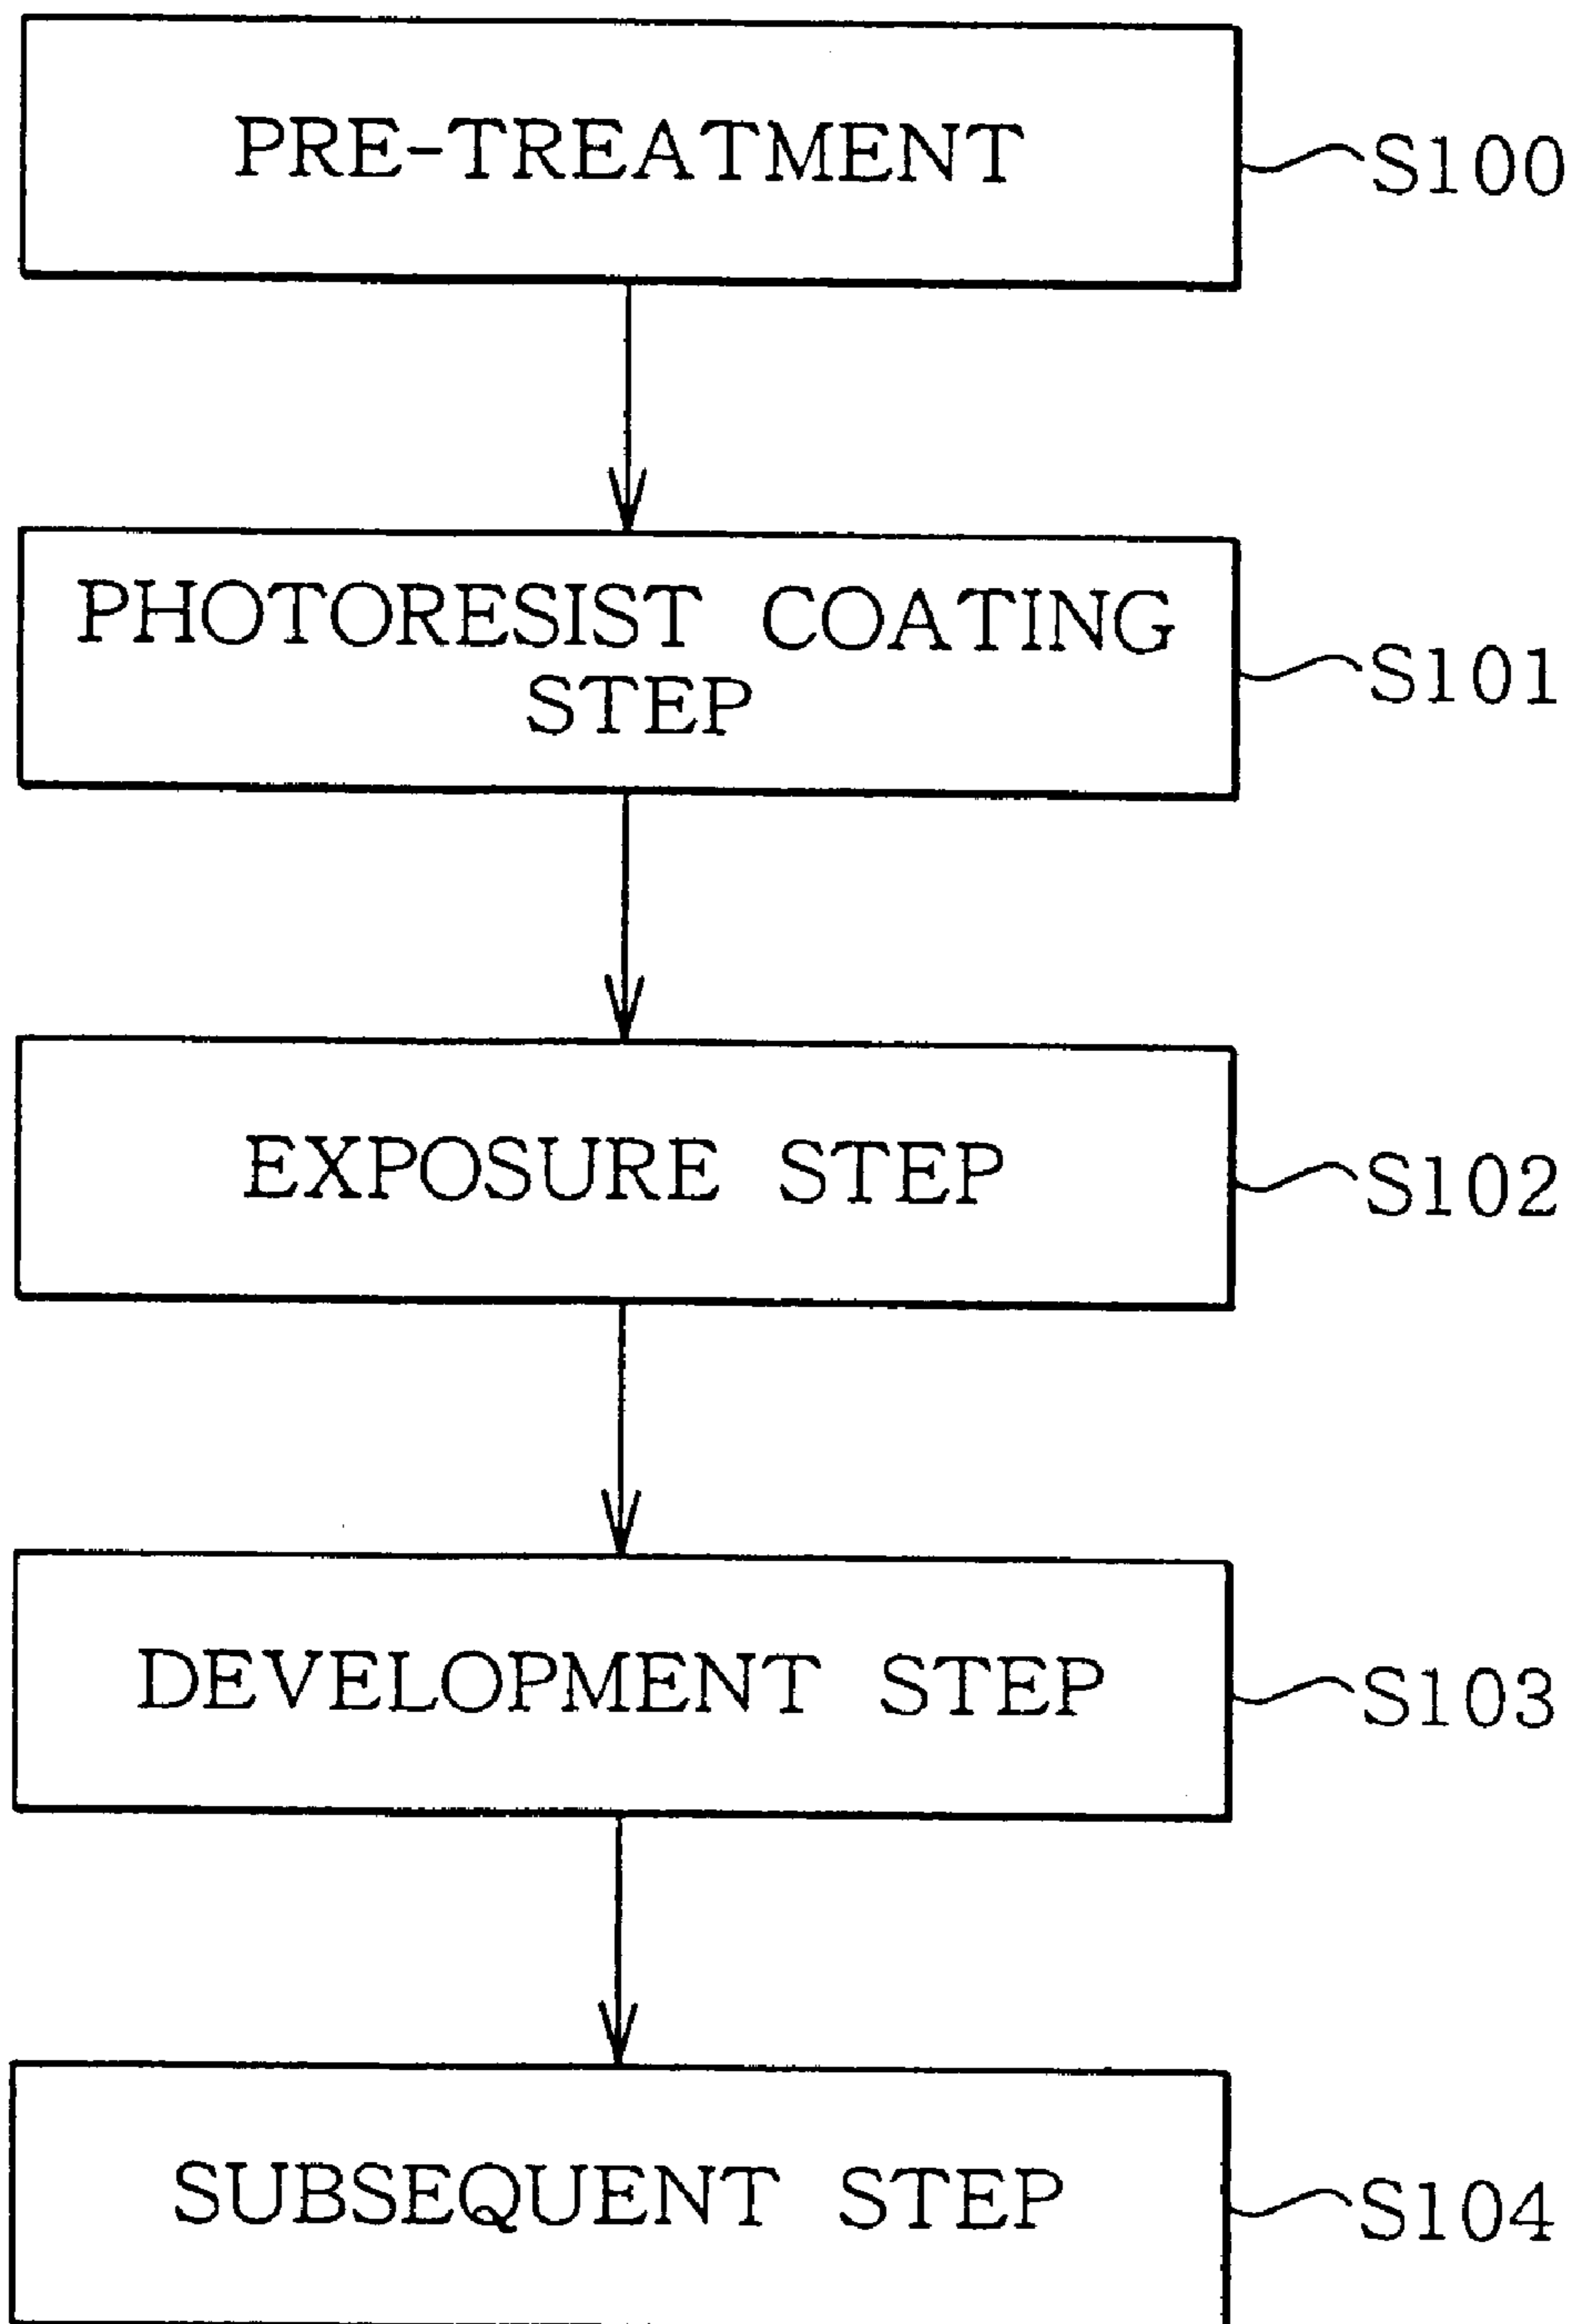 PRE-TREATMENT
S100
PHOTORESIST COATING
STEP
S101
EXPOSURE STEP
S102
DEVELOPMENT STEP
S103
SUBSEQUENT STEP
S104